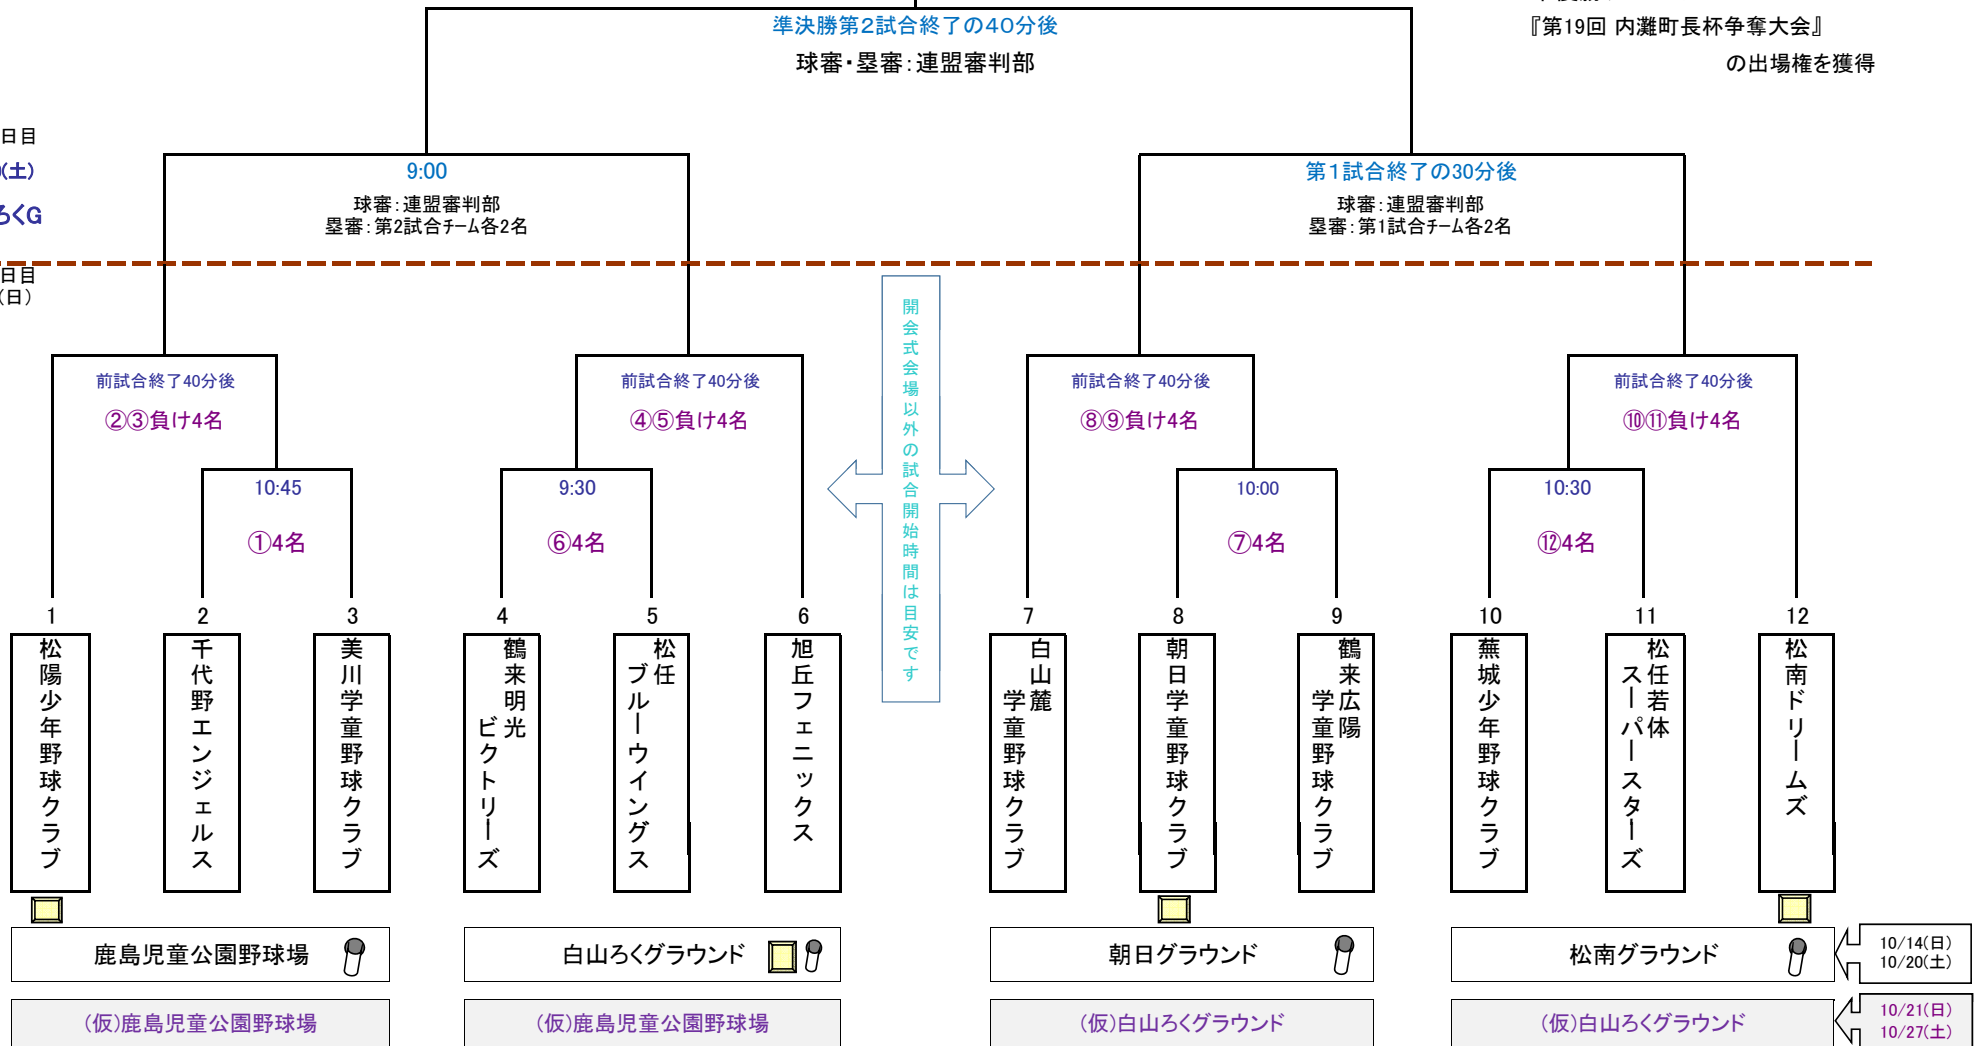 準決勝第2試合終了の40分後
球審・塁審：連盟審判部
『第19回 内灘町長杯争奪大会』
の出場権を獲得
日目
(土)
ろくG
9:00
球審：連盟審判部
塁審：第2試合チーム各2名
第1試合終了の30分後
球審：連盟審判部
塁審：第1試合チーム各2名
日目
(日)
開会式会場以外の試合開始時間は目安です
前試合終了40分後
②③負け4名
前試合終了40分後
④⑤負け4名
前試合終了40分後
⑧⑨負け4名
前試合終了40分後
⑩⑪負け4名
10:45
①4名
9:30
⑥4名
10:00
⑦4名
10:30
⑫4名
1
2
3
4
5
6
7
8
9
10
11
12
松陽少年野球クラブ
千代野エンジェルス
美川学童野球クラブ
鶴来明光
ビクトリーズ
松任
ブルーウイングス
旭丘フェニックス
白山麓
学童野球クラブ
朝日学童野球クラブ
鶴来広陽
学童野球クラブ
蕪城少年野球クラブ
松任若体
スーパースターズ
松南ドリームズ
鹿島児童公園野球場
白山ろくグラウンド
朝日グラウンド
松南グラウンド
10/14(日)
10/20(土)
(仮)鹿島児童公園野球場
(仮)鹿島児童公園野球場
(仮)白山ろくグラウンド
(仮)白山ろくグラウンド
10/21(日)
10/27(土)